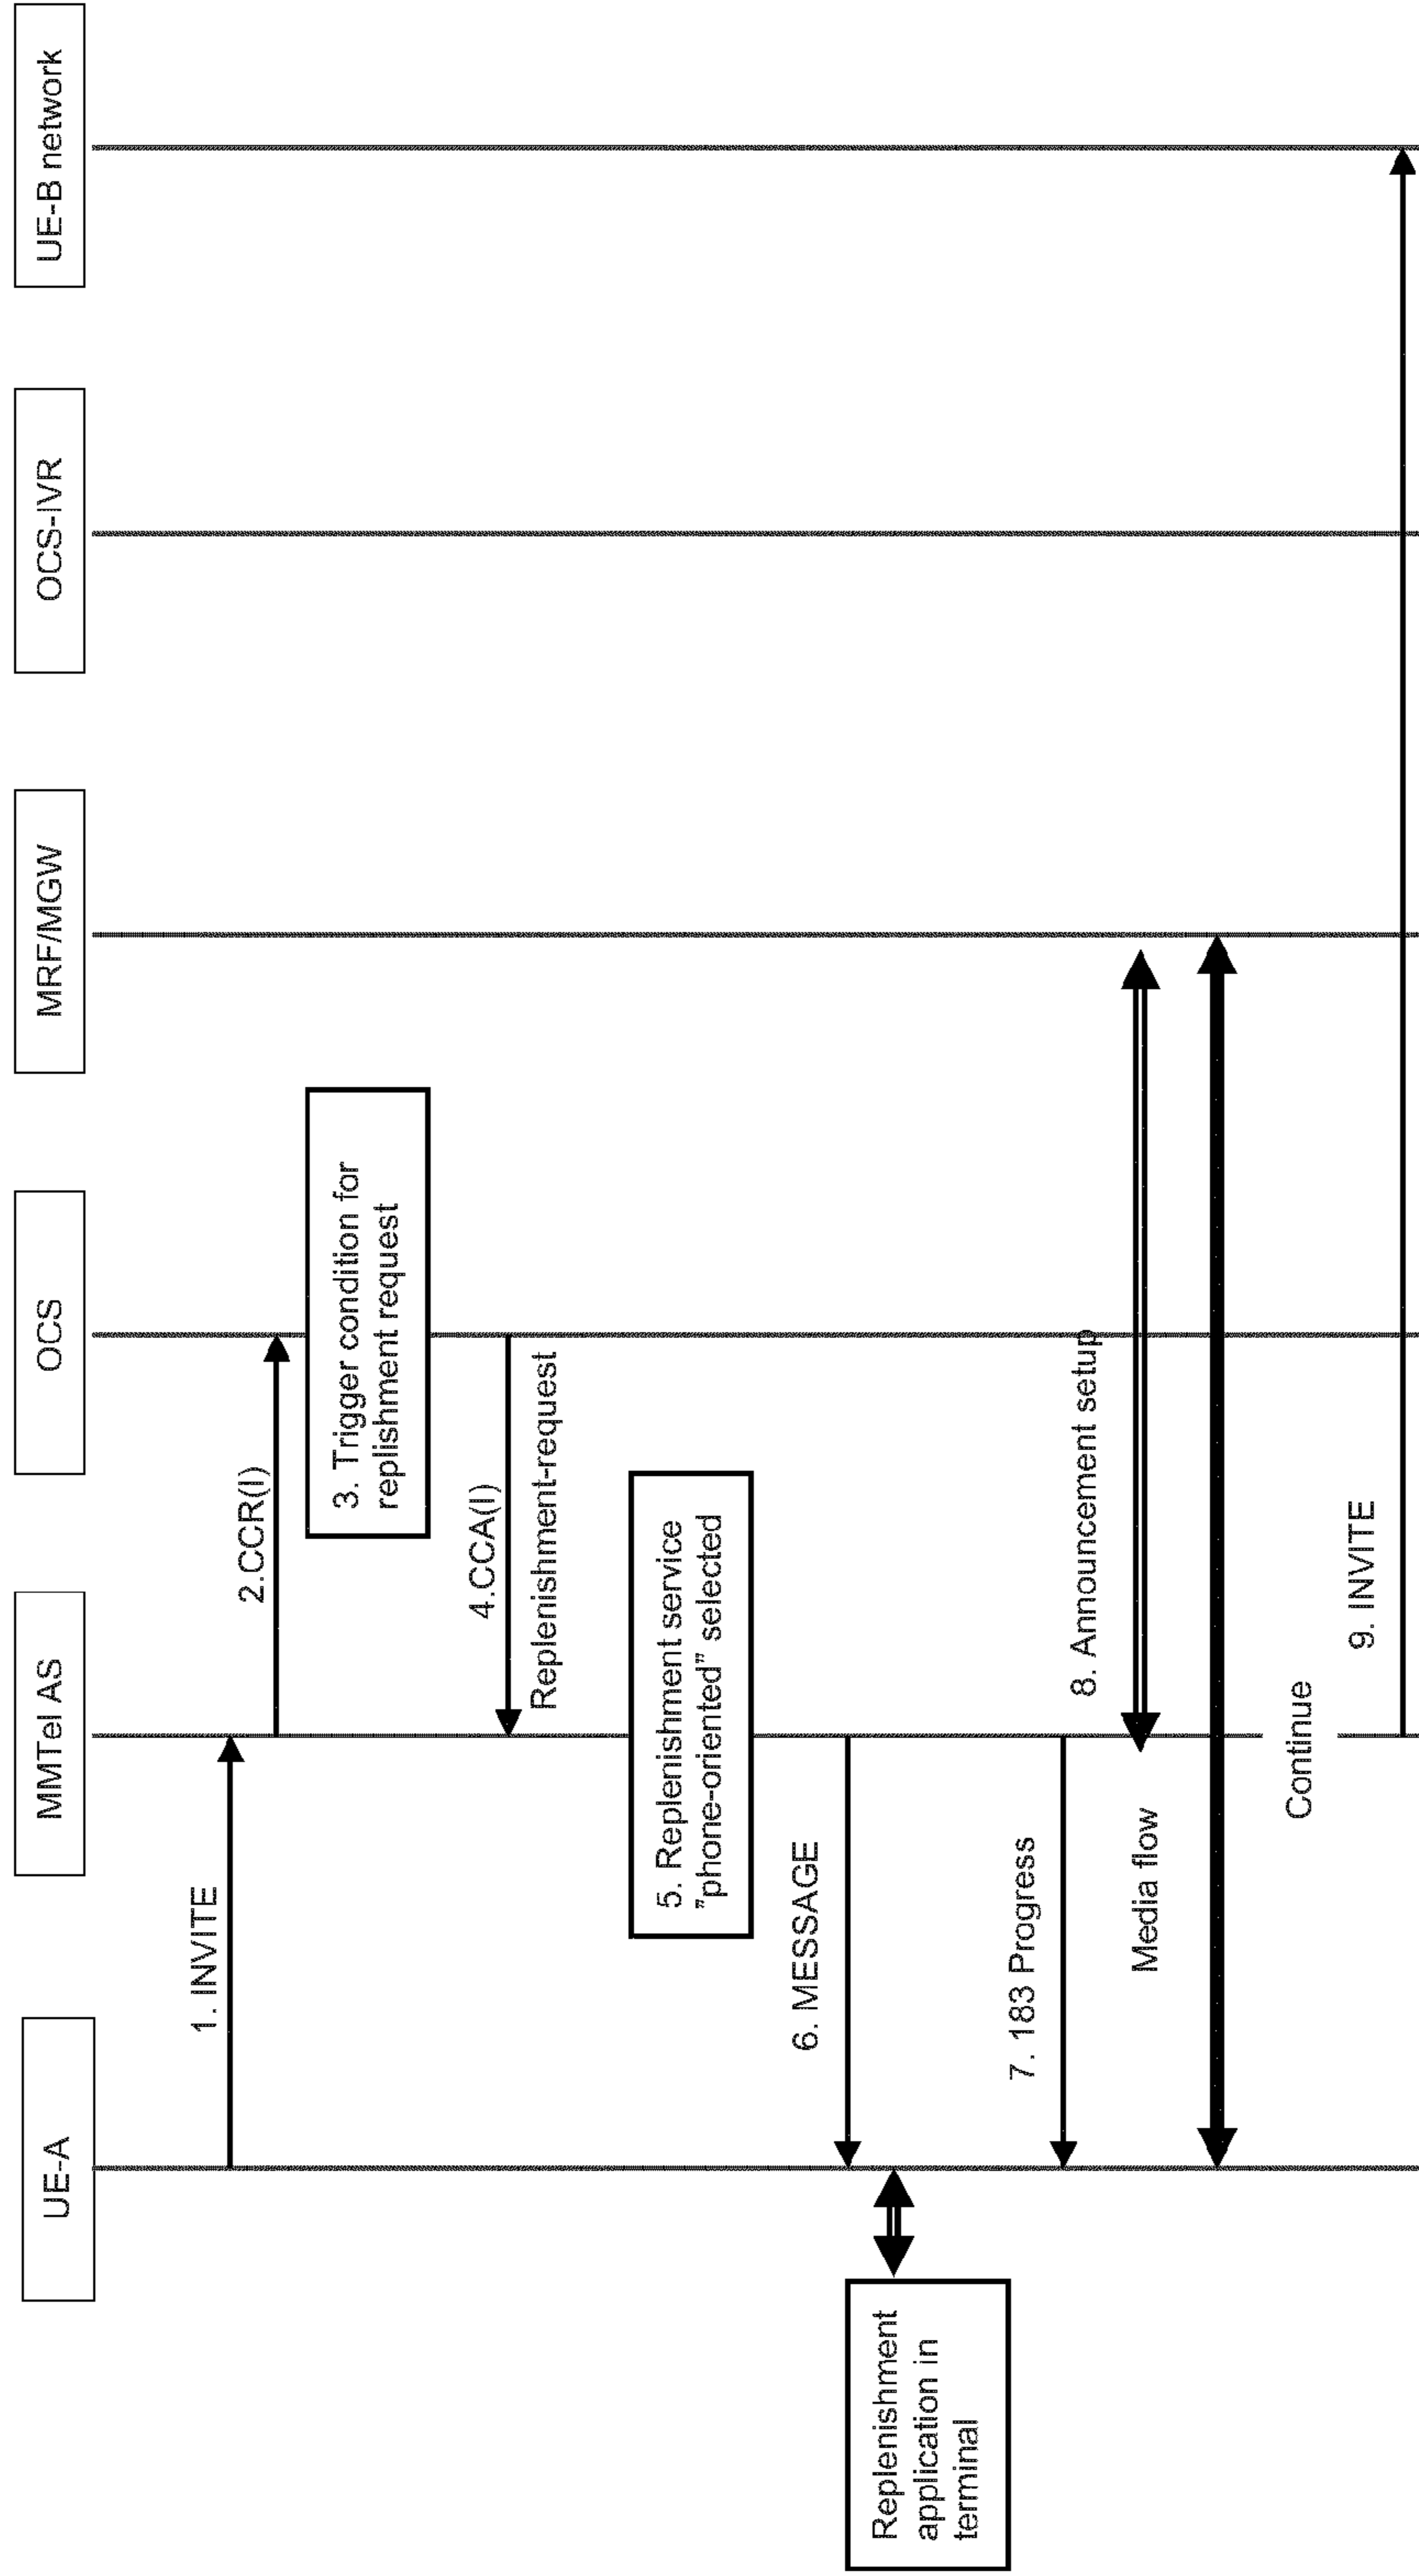 UE-A
MMTel AS
OCS
MRF/MGW
OCS-IVR
UE-B network
1. INVITE
2.CCR(I)
3. Trigger condition for
replishment request
4.CCA(I)
Replenishment-request
5. Replenishment service
"phone-oriented" selected
6. MESSAGE
Replenishment
application in
terminal
7. 183 Progress
8. Announcement setup
Media flow
Continue
9. INVITE